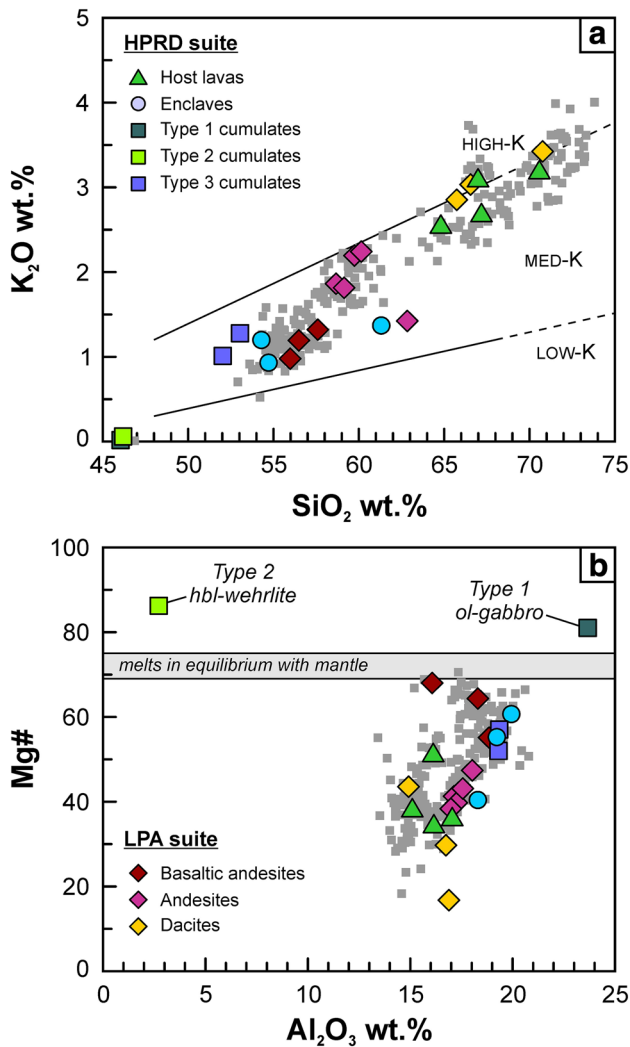 5
a
HPRD suite
Host lavas
Enclaves
Type 1 cumulates
Type 2 cumulates
Type 3 cumulates
HIGH-K
MED-K
LOW-K
4
3
2
1
0
K₂O wt.%
45 50 55 60 65 70 75
SiO₂ wt.%
100
b
Type 2
hbl-wehrlite
Type 1
ol-gabbro
80
melts in equilibrium with mantle
60
40
20
0
Mg#
LPA suite
Basaltic andesites
Andesites
Dacites
0 5 10 15 20 25
Al₂O₃ wt.%